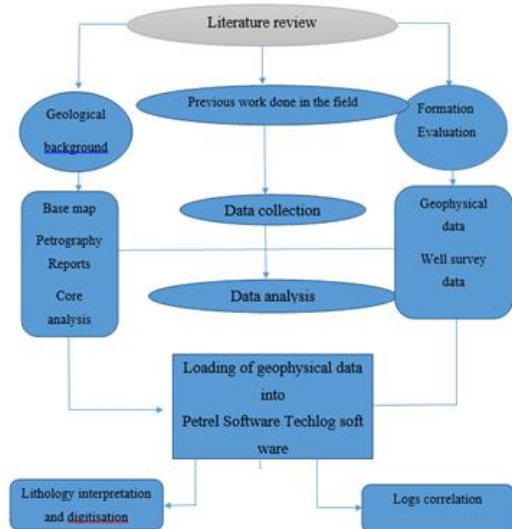 Literature review
Geological
background
Previous work done in the field
Formation
Evaluation
Base map
Petrography
Reports
Core
analysis
Data collection
Geophysical
data
Well survey
data
Data analysis
Loading of geophysical data
into
Petrel Software Techlog soft
ware
Lithology interpretation
and digitisation
Logs correlation